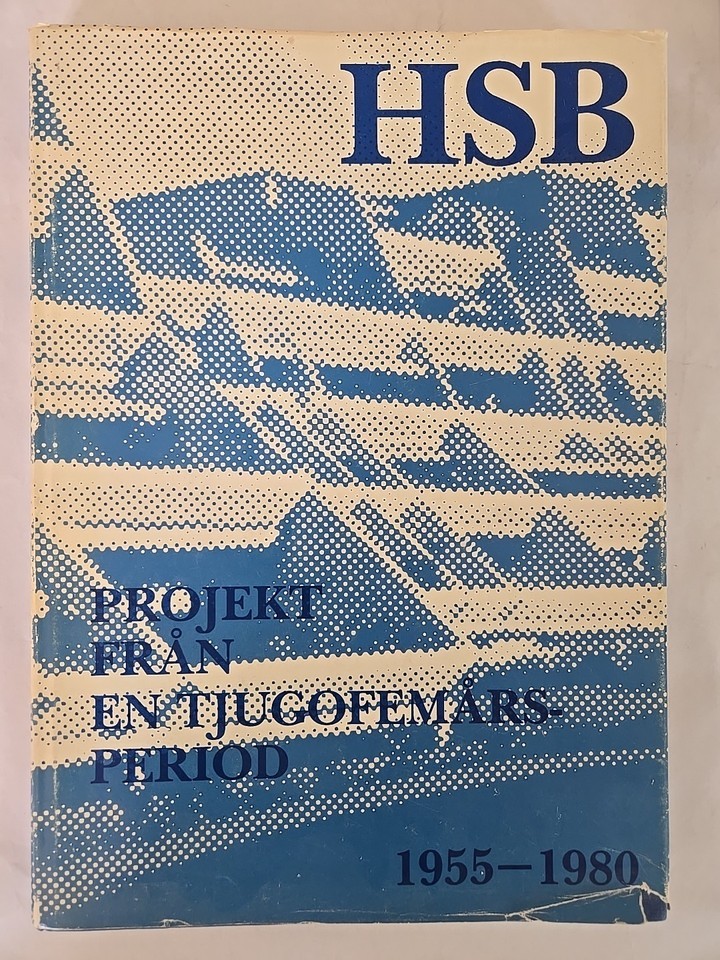 HSB
PROJEKT
FRÅN
EN TJUGOFEMÅRS-
PERIOD
1955–1980